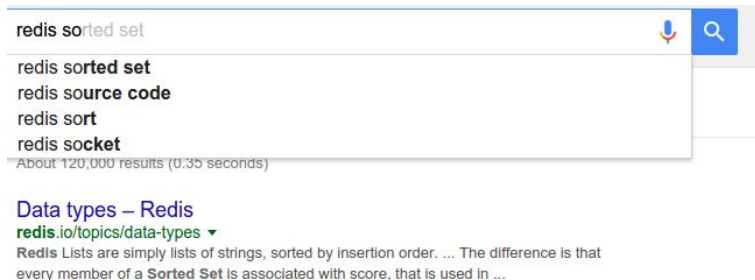 redis sorted set
redis sorted set
redis source code
redis sort
redis socket
About 120,000 results (0.35 seconds)
Data types – Redis
redis.io/topics/data-types
Redis Lists are simply lists of strings, sorted by insertion order. ... The difference is that
every member of a Sorted Set is associated with score, that is used in ...